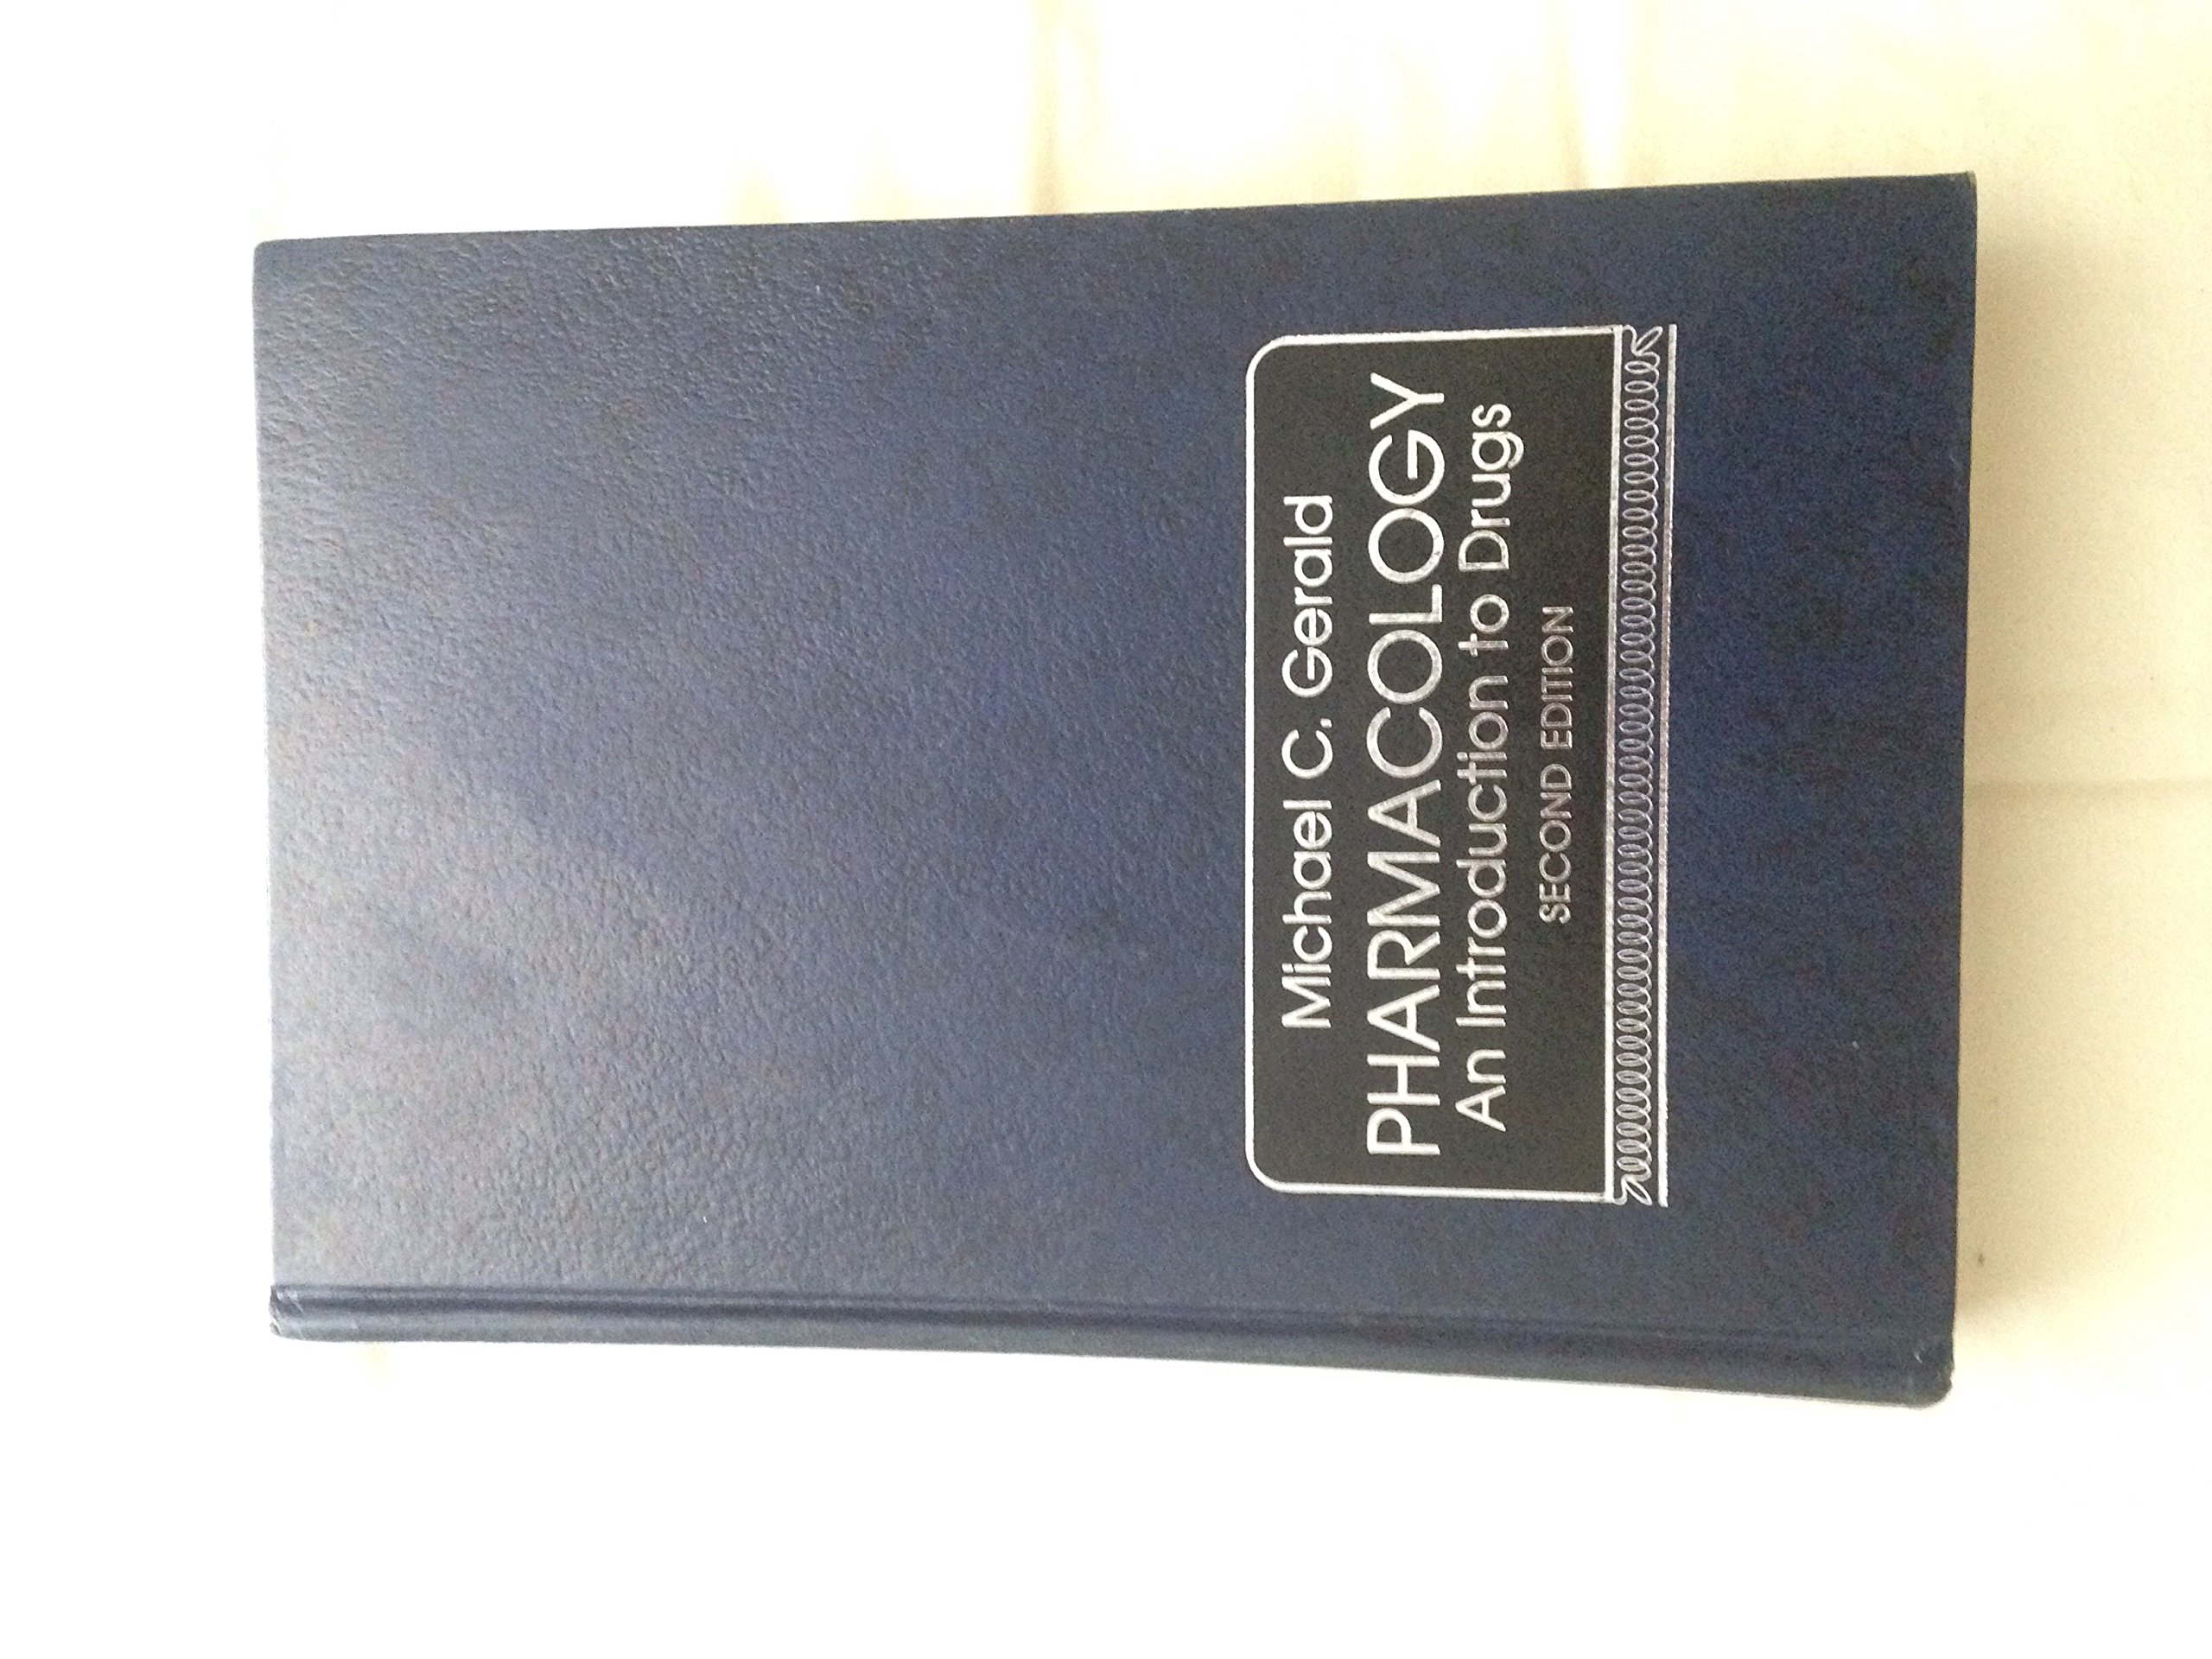 Michael C. Gerald
PHARMACOLOGY
An Introduction to Drugs
SECOND EDITION